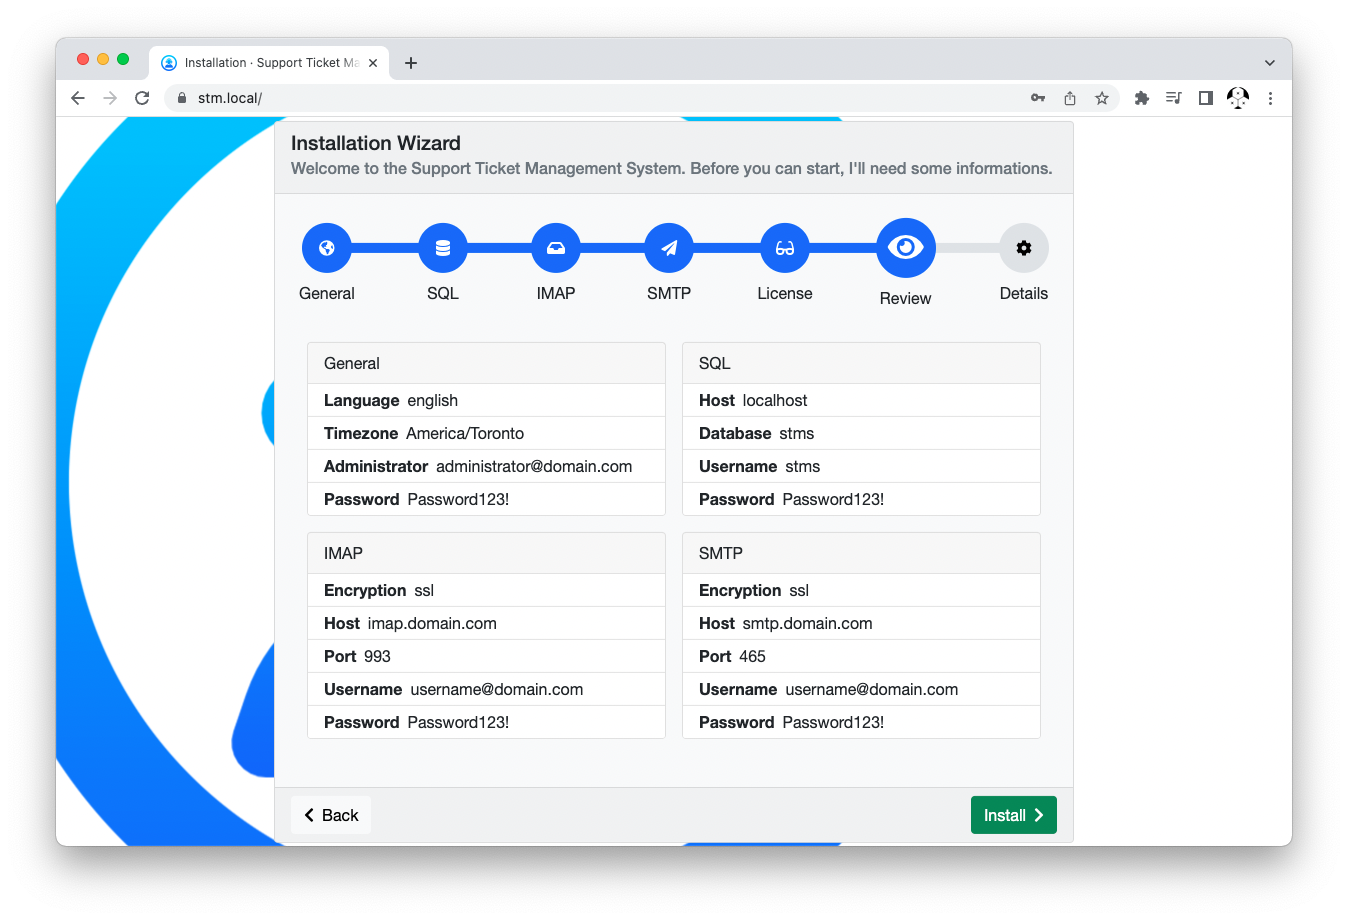 Installation · Support Ticket Ma
stm.local/
Installation Wizard
Welcome to the Support Ticket Management System. Before you can start, I'll need some informations.
General
SQL
IMAP
SMTP
License
Review
Details
General
Language english
Timezone America/Toronto
Administrator administrator@domain.com
Password Password123!
SQL
Host localhost
Database stms
Username stms
Password Password123!
IMAP
Encryption ssl
Host imap.domain.com
Port 993
Username username@domain.com
Password Password123!
SMTP
Encryption ssl
Host smtp.domain.com
Port 465
Username username@domain.com
Password Password123!
Back
Install